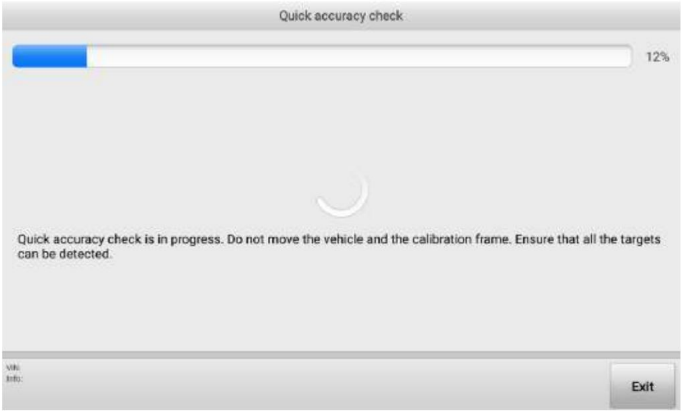 Quick accuracy check
12%
Quick accuracy check is in progress. Do not move the vehicle and the calibration frame. Ensure that all the targets
can be detected.
VIN:
Info:
Exit